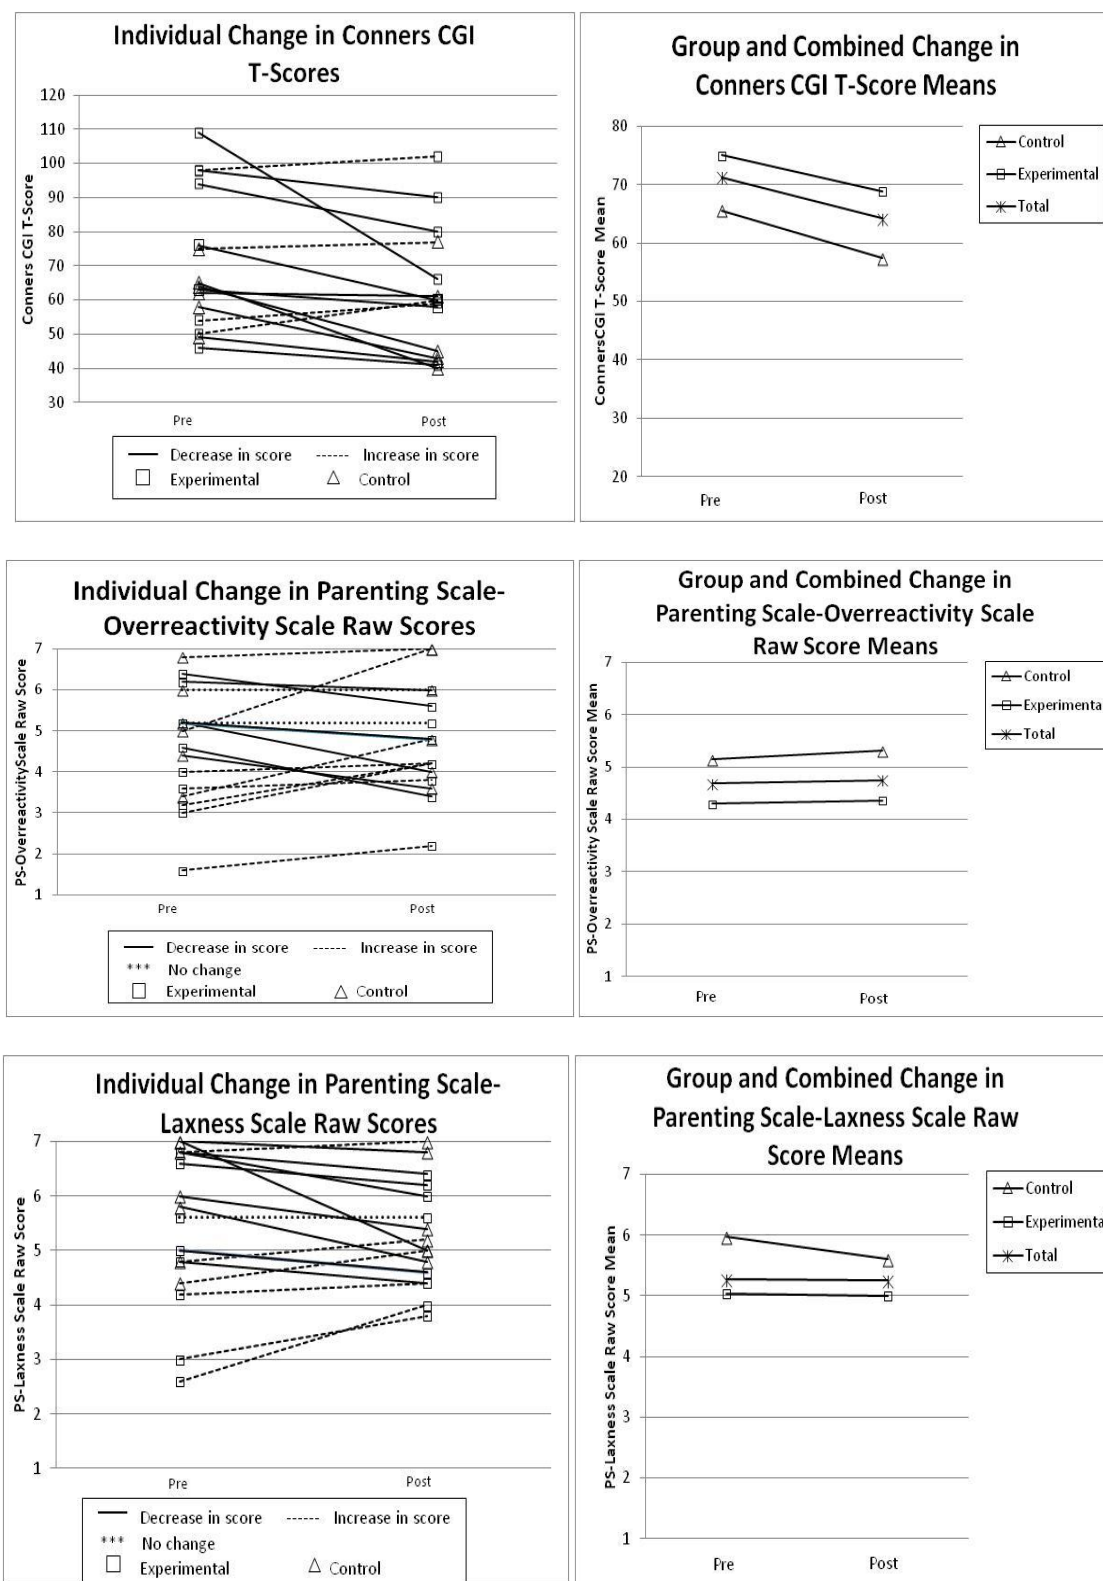 Individual Change in Conners CGI
T-Scores
Conners CGI T-Score
120
110
100
90
80
70
60
50
40
30
Pre
Post
Decrease in score
Increase in score
Experimental
Control
Group and Combined Change in
Conners CGI T-Score Means
ConnersCGI T-Score Mean
80
70
60
50
40
30
20
Pre
Post
Control
Experimental
Total
Individual Change in Parenting Scale-
Overreactivity Scale Raw Scores
PS-OverreactivityScale Raw Score
7
6
5
4
3
2
1
Pre
Post
Decrease in score
Increase in score
*** No change
Experimental
Control
Group and Combined Change in
Parenting Scale-Overreactivity Scale
Raw Score Means
PS-Overreactivity Scale Raw Score Mean
7
6
5
4
3
2
1
Pre
Post
Control
Experimental
Total
Individual Change in Parenting Scale-
Laxness Scale Raw Scores
PS-Laxness Scale Raw Score
7
6
5
4
3
2
1
Pre
Post
Decrease in score
Increase in score
*** No change
Experimental
Control
Group and Combined Change in
Parenting Scale-Laxness Scale Raw
Score Means
PS-Laxness Scale Raw Score Mean
7
6
5
4
3
2
1
Pre
Post
Control
Experimental
Total